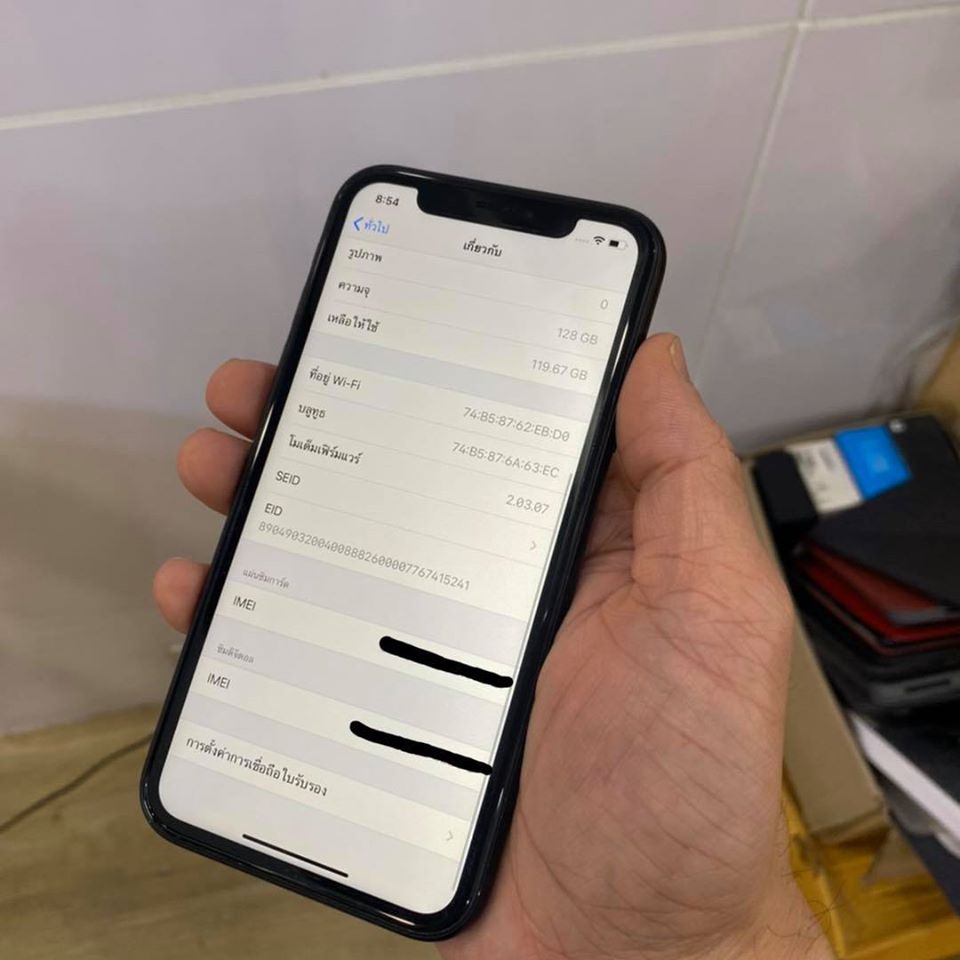 8:54
ทั่วไป
เกี่ยวกับ
รูปภาพ 0
ความจุ 128 GB
เหลือให้ใช้ 119.67 GB
ที่อยู่ Wi-Fi 74:B5:87:62:EB:D0
บลูทูธ 74:B5:87:6A:63:EC
โมเด็มเฟิร์มแวร์ 2.03.07
SEID
EID
89049032004008882600007767415241
แผ่นซิมการ์ด
IMEI
ซิมดิจิตอล
IMEI
การตั้งค่าการเชื่อถือใบรับรอง